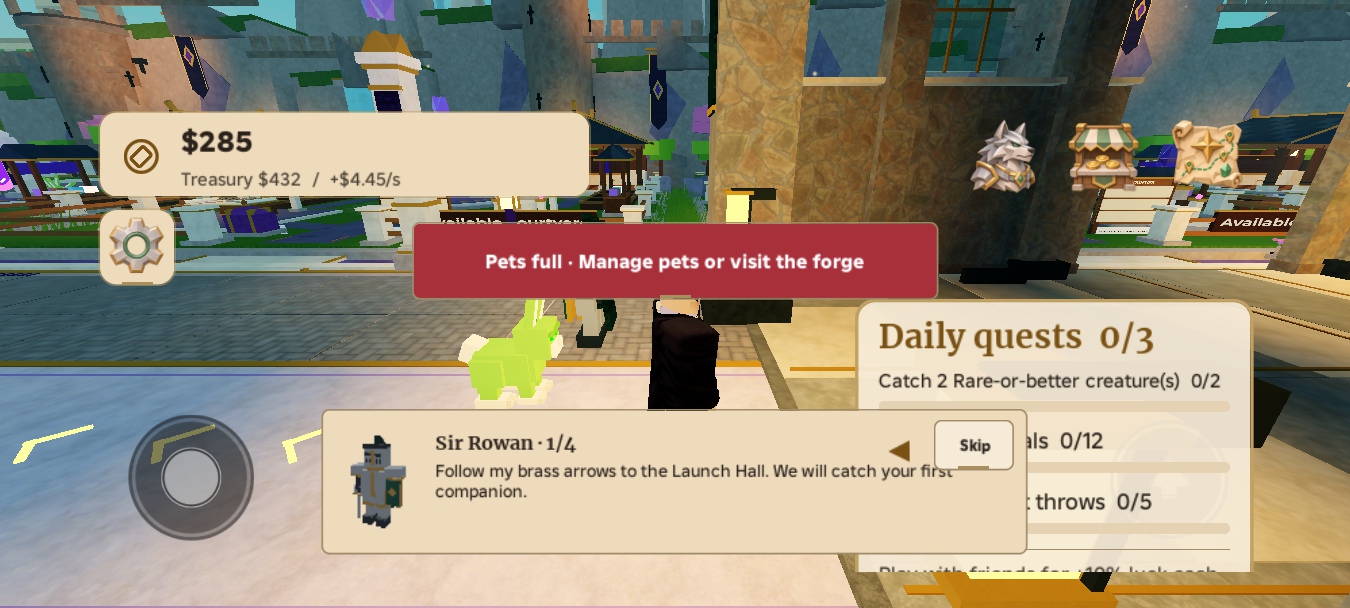 $285
Treasury $432 / +$4.45/s
Available
Pets full · Manage pets or visit the forge
Daily quests 0/3
Catch 2 Rare-or-better creature(s) 0/2
0/12
throws 0/5
Sir Rowan · 1/4
Skip
Follow my brass arrows to the Launch Hall. We will catch your first
companion.